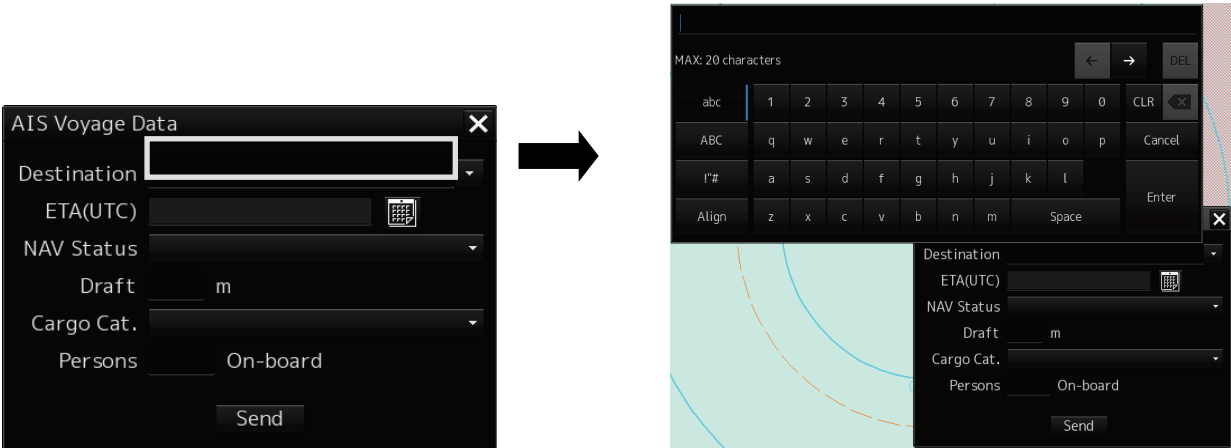 AIS Voyage Data
Destination
ETA(UTC)
NAV Status
Draft m
Cargo Cat.
Persons On-board
Send
MAX: 20 characters ← → DEL
abc 1 2 3 4 5 6 7 8 9 0 CLR
ABC q w e r t y u i o p Cancel
!"# a s d f g h j k l
Enter
Align z x c v b n m Space
Destination
ETA(UTC)
NAV Status
Draft m
Cargo Cat.
Persons On-board
Send